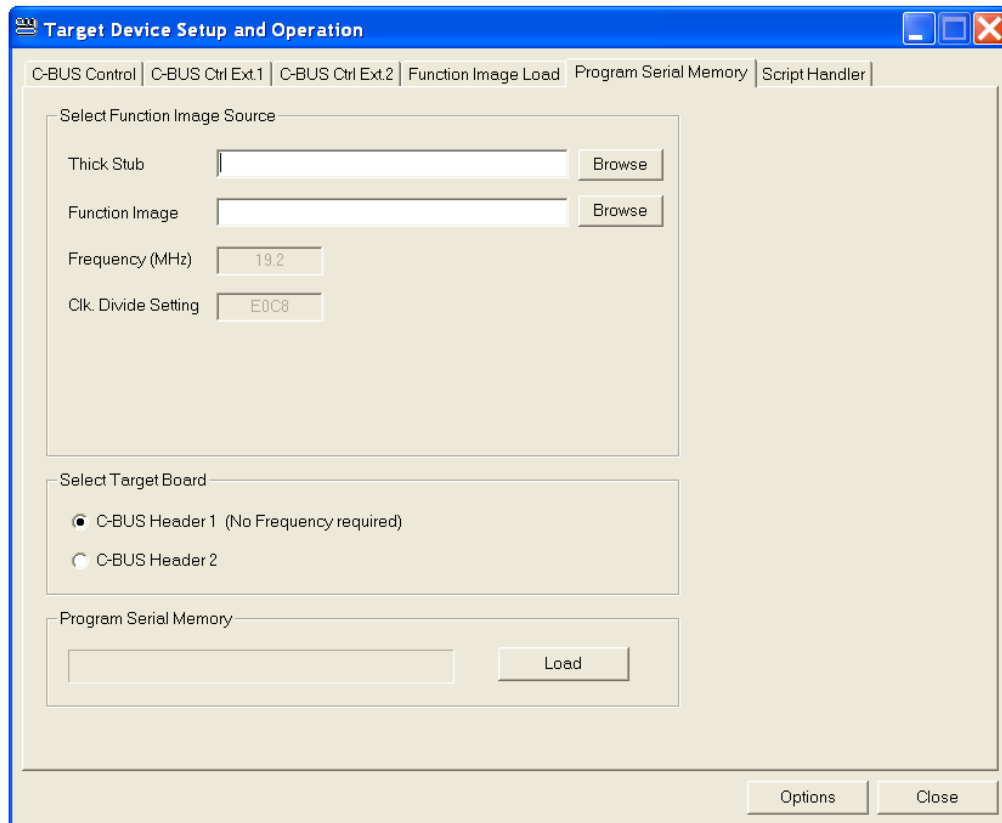 Target Device Setup and Operation
C-BUS Control C-BUS Ctrl Ext.1 C-BUS Ctrl Ext.2 Function Image Load Program Serial Memory Script Handler
Select Function Image Source
Thick Stub Browse
Function Image Browse
Frequency (MHz) 19.2
Clk. Divide Setting E0C8
Select Target Board
C-BUS Header 1 (No Frequency required)
C-BUS Header 2
Program Serial Memory
Load
Options Close